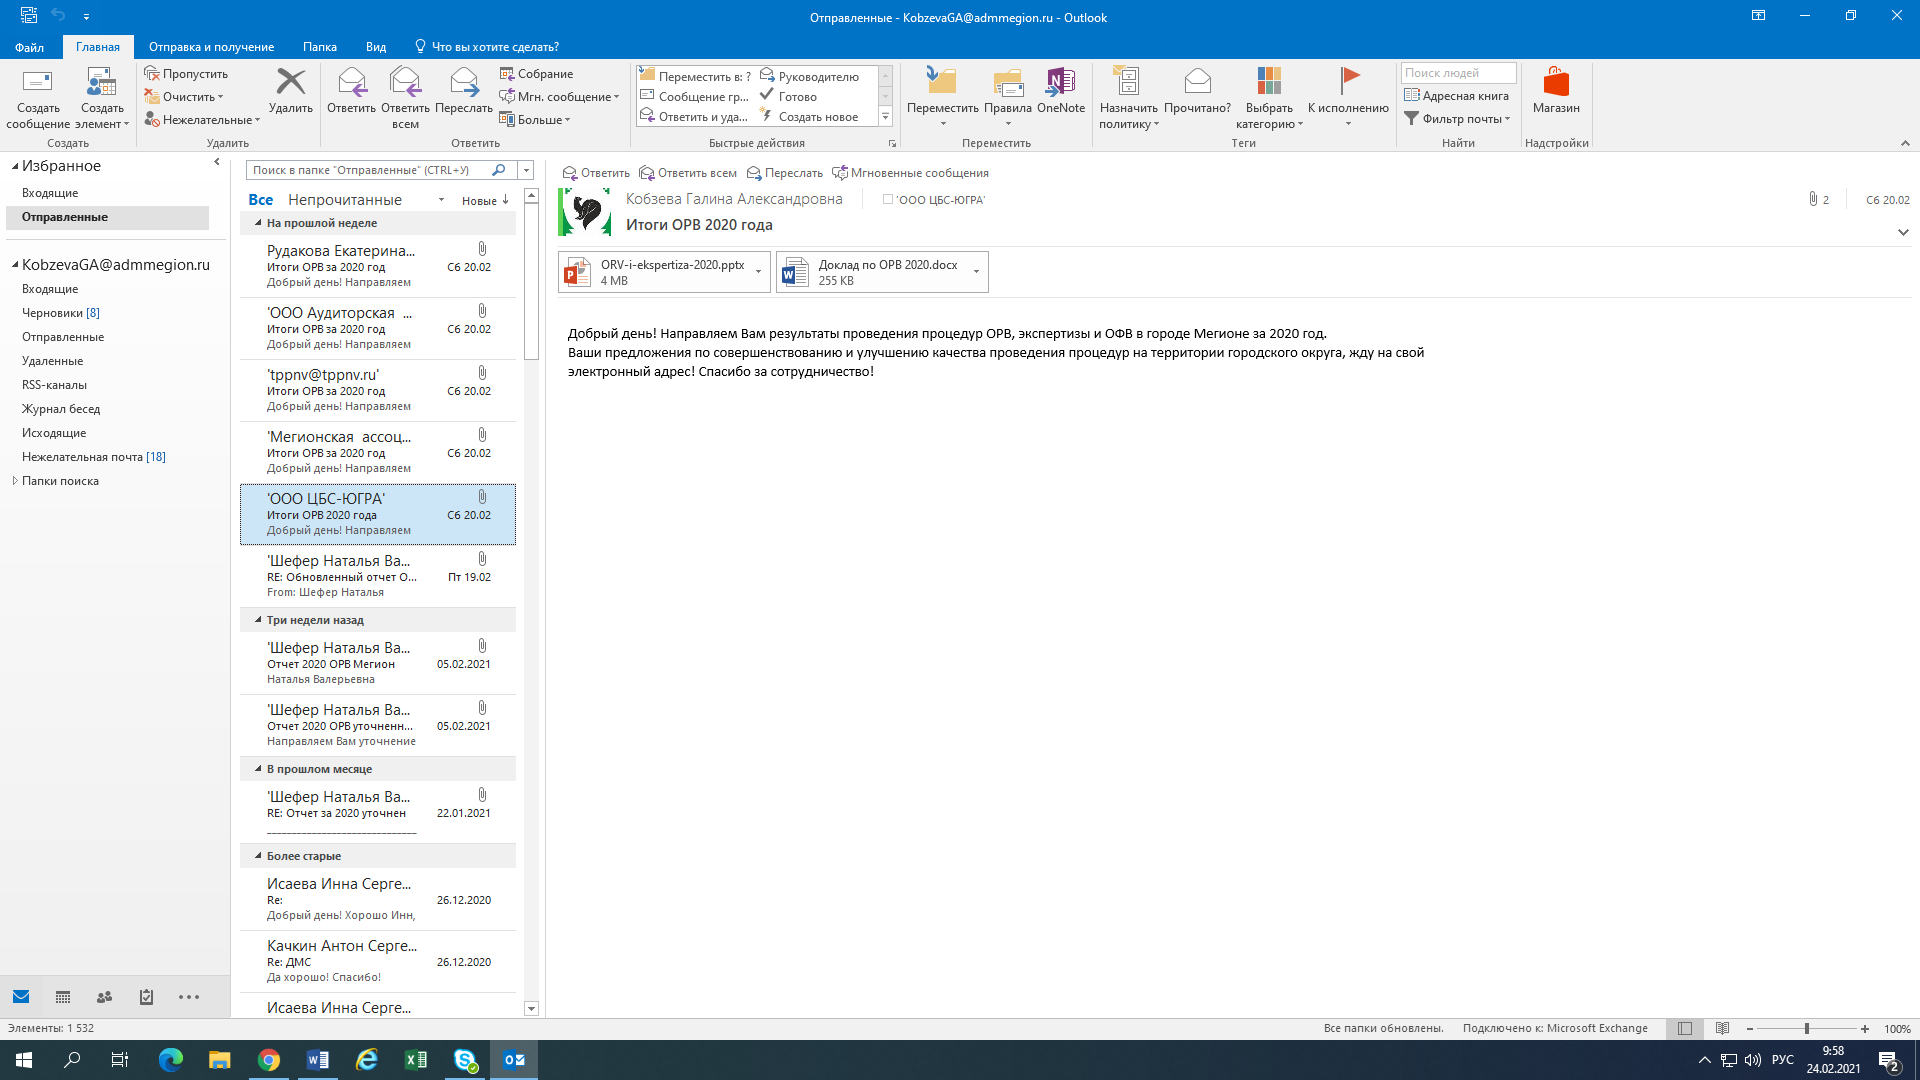 Отправленные - KobzevaGA@admmegion.ru - Outlook
Файл
Главная
Отправка и получение
Папка
Вид
Что вы хотите сделать?
Создать сообщение
Создать элемент
Создать
Пропустить
Очистить
Нежелательные
Удалить
Удалить
Ответить
Ответить всем
Переслать
Собрание
Мгн. сообщение
Больше
Ответить
Переместить в: ?
Сообщение гр...
Ответить и уда...
Руководителю
Готово
Создать новое
Быстрые действия
Переместить
Правила
OneNote
Переместить
Назначить политику
Прочитано?
Выбрать категорию
К исполнению
Теги
Поиск людей
Адресная книга
Фильтр почты
Найти
Магазин
Надстройки
Избранное
Входящие
Отправленные
KobzevaGA@admmegion.ru
Входящие
Черновики [8]
Отправленные
Удаленные
RSS-каналы
Журнал бесед
Исходящие
Нежелательная почта [18]
Папки поиска
Поиск в папке "Отправленные" (CTRL+У)
Все Непрочитанные Новые
На прошлой неделе
Рудакова Екатерина...
Итоги ОРВ за 2020 год Сб 20.02
Добрый день! Направляем
'ООО Аудиторская ...
Итоги ОРВ за 2020 год Сб 20.02
Добрый день! Направляем
'tppnv@tppnv.ru'
Итоги ОРВ за 2020 год Сб 20.02
Добрый день! Направляем
'Мегионская ассоц...
Итоги ОРВ за 2020 год Сб 20.02
Добрый день! Направляем
'ООО ЦБС-ЮГРА'
Итоги ОРВ 2020 года Сб 20.02
Добрый день! Направляем
'Шефер Наталья Ва...
RE: Обновленный отчет О... Пт 19.02
From: Шефер Наталья
Три недели назад
'Шефер Наталья Ва...
Отчет 2020 ОРВ Мегион 05.02.2021
Наталья Валерьевна
'Шефер Наталья Ва...
Отчет 2020 ОРВ уточненн... 05.02.2021
Направляем Вам уточнение
В прошлом месяце
'Шефер Наталья Ва...
RE: Отчет за 2020 уточнен 22.01.2021
______________________________
Более старые
Исаева Инна Серге...
Re: 26.12.2020
Добрый день! Хорошо Инн,
Качкин Антон Серге...
Re: ДМС 26.12.2020
Да хорошо! Спасибо!
Исаева Инна Серге...
Ответить Ответить всем Переслать Мгновенные сообщения
Кобзева Галина Александровна 'ООО ЦБС-ЮГРА' 2 Сб 20.02
Итоги ОРВ 2020 года
ORV-i-ekspertiza-2020.pptx
4 MB
Доклад по ОРВ 2020.docx
255 KB
Добрый день! Направляем Вам результаты проведения процедур ОРВ, экспертизы и ОФВ в городе Мегионе за 2020 год.
Ваши предложения по совершенствованию и улучшению качества проведения процедур на территории городского округа, жду на свой
электронный адрес! Спасибо за сотрудничество!
Элементы: 1 532
Все папки обновлены. Подключено к: Microsoft Exchange 100%
РУС
9:58
24.02.2021
2